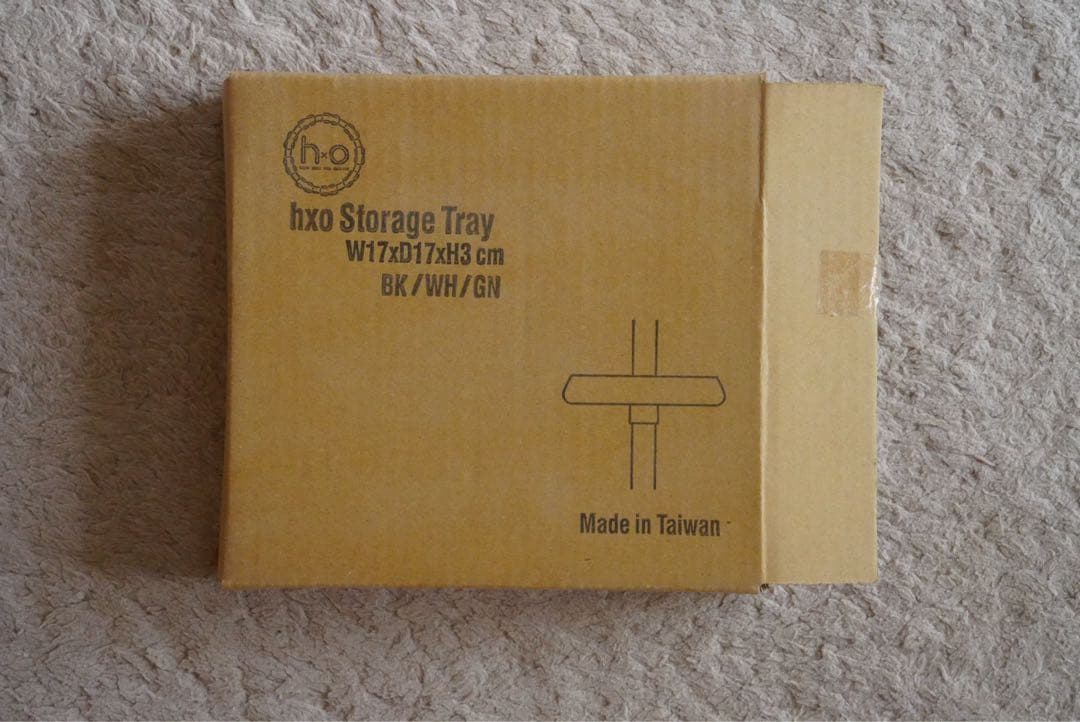 h×o
hxo Storage Tray
W17xD17xH3 cm
BK/WH/GN
Made in Taiwan